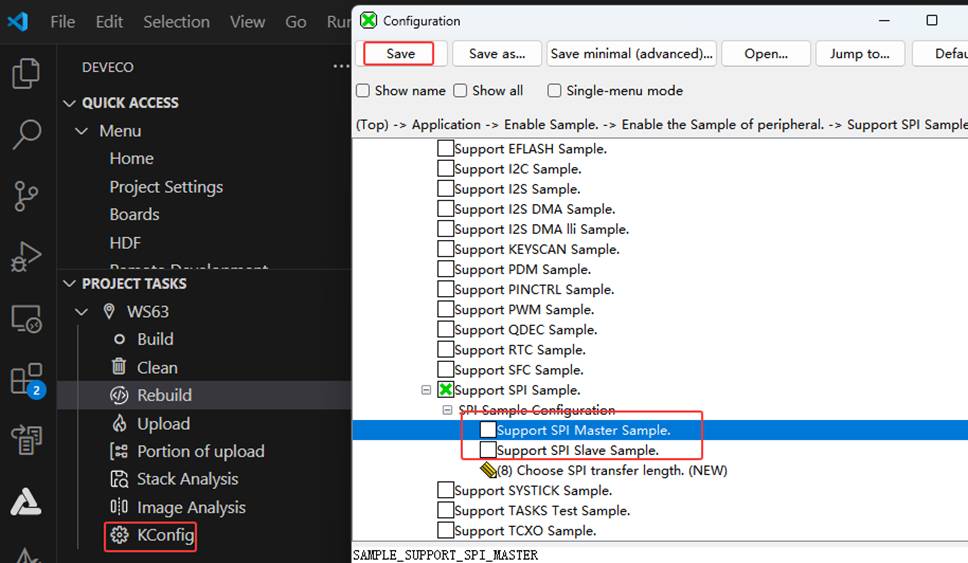 File Edit Selection View Go Run
DEVECO
QUICK ACCESS
Menu
Home
Project Settings
Boards
HDF
Remote Development
PROJECT TASKS
WS63
Build
Clean
Rebuild
Upload
Portion of upload
Stack Analysis
Image Analysis
KConfig
2
Configuration
Save Save as... Save minimal (advanced)... Open... Jump to... Defau
Show name Show all Single-menu mode
(Top) -> Application -> Enable Sample. -> Enable the Sample of peripheral. -> Support SPI Sample
Support EFLASH Sample.
Support I2C Sample.
Support I2S Sample.
Support I2S DMA Sample.
Support I2S DMA lli Sample.
Support KEYSCAN Sample.
Support PDM Sample.
Support PINCTRL Sample.
Support PWM Sample.
Support QDEC Sample.
Support RTC Sample.
Support SFC Sample.
Support SPI Sample.
SPI Sample Configuration
Support SPI Master Sample.
Support SPI Slave Sample.
(8) Choose SPI transfer length. (NEW)
Support SYSTICK Sample.
Support TASKS Test Sample.
Support TCXO Sample.
SAMPLE_SUPPORT_SPI_MASTER